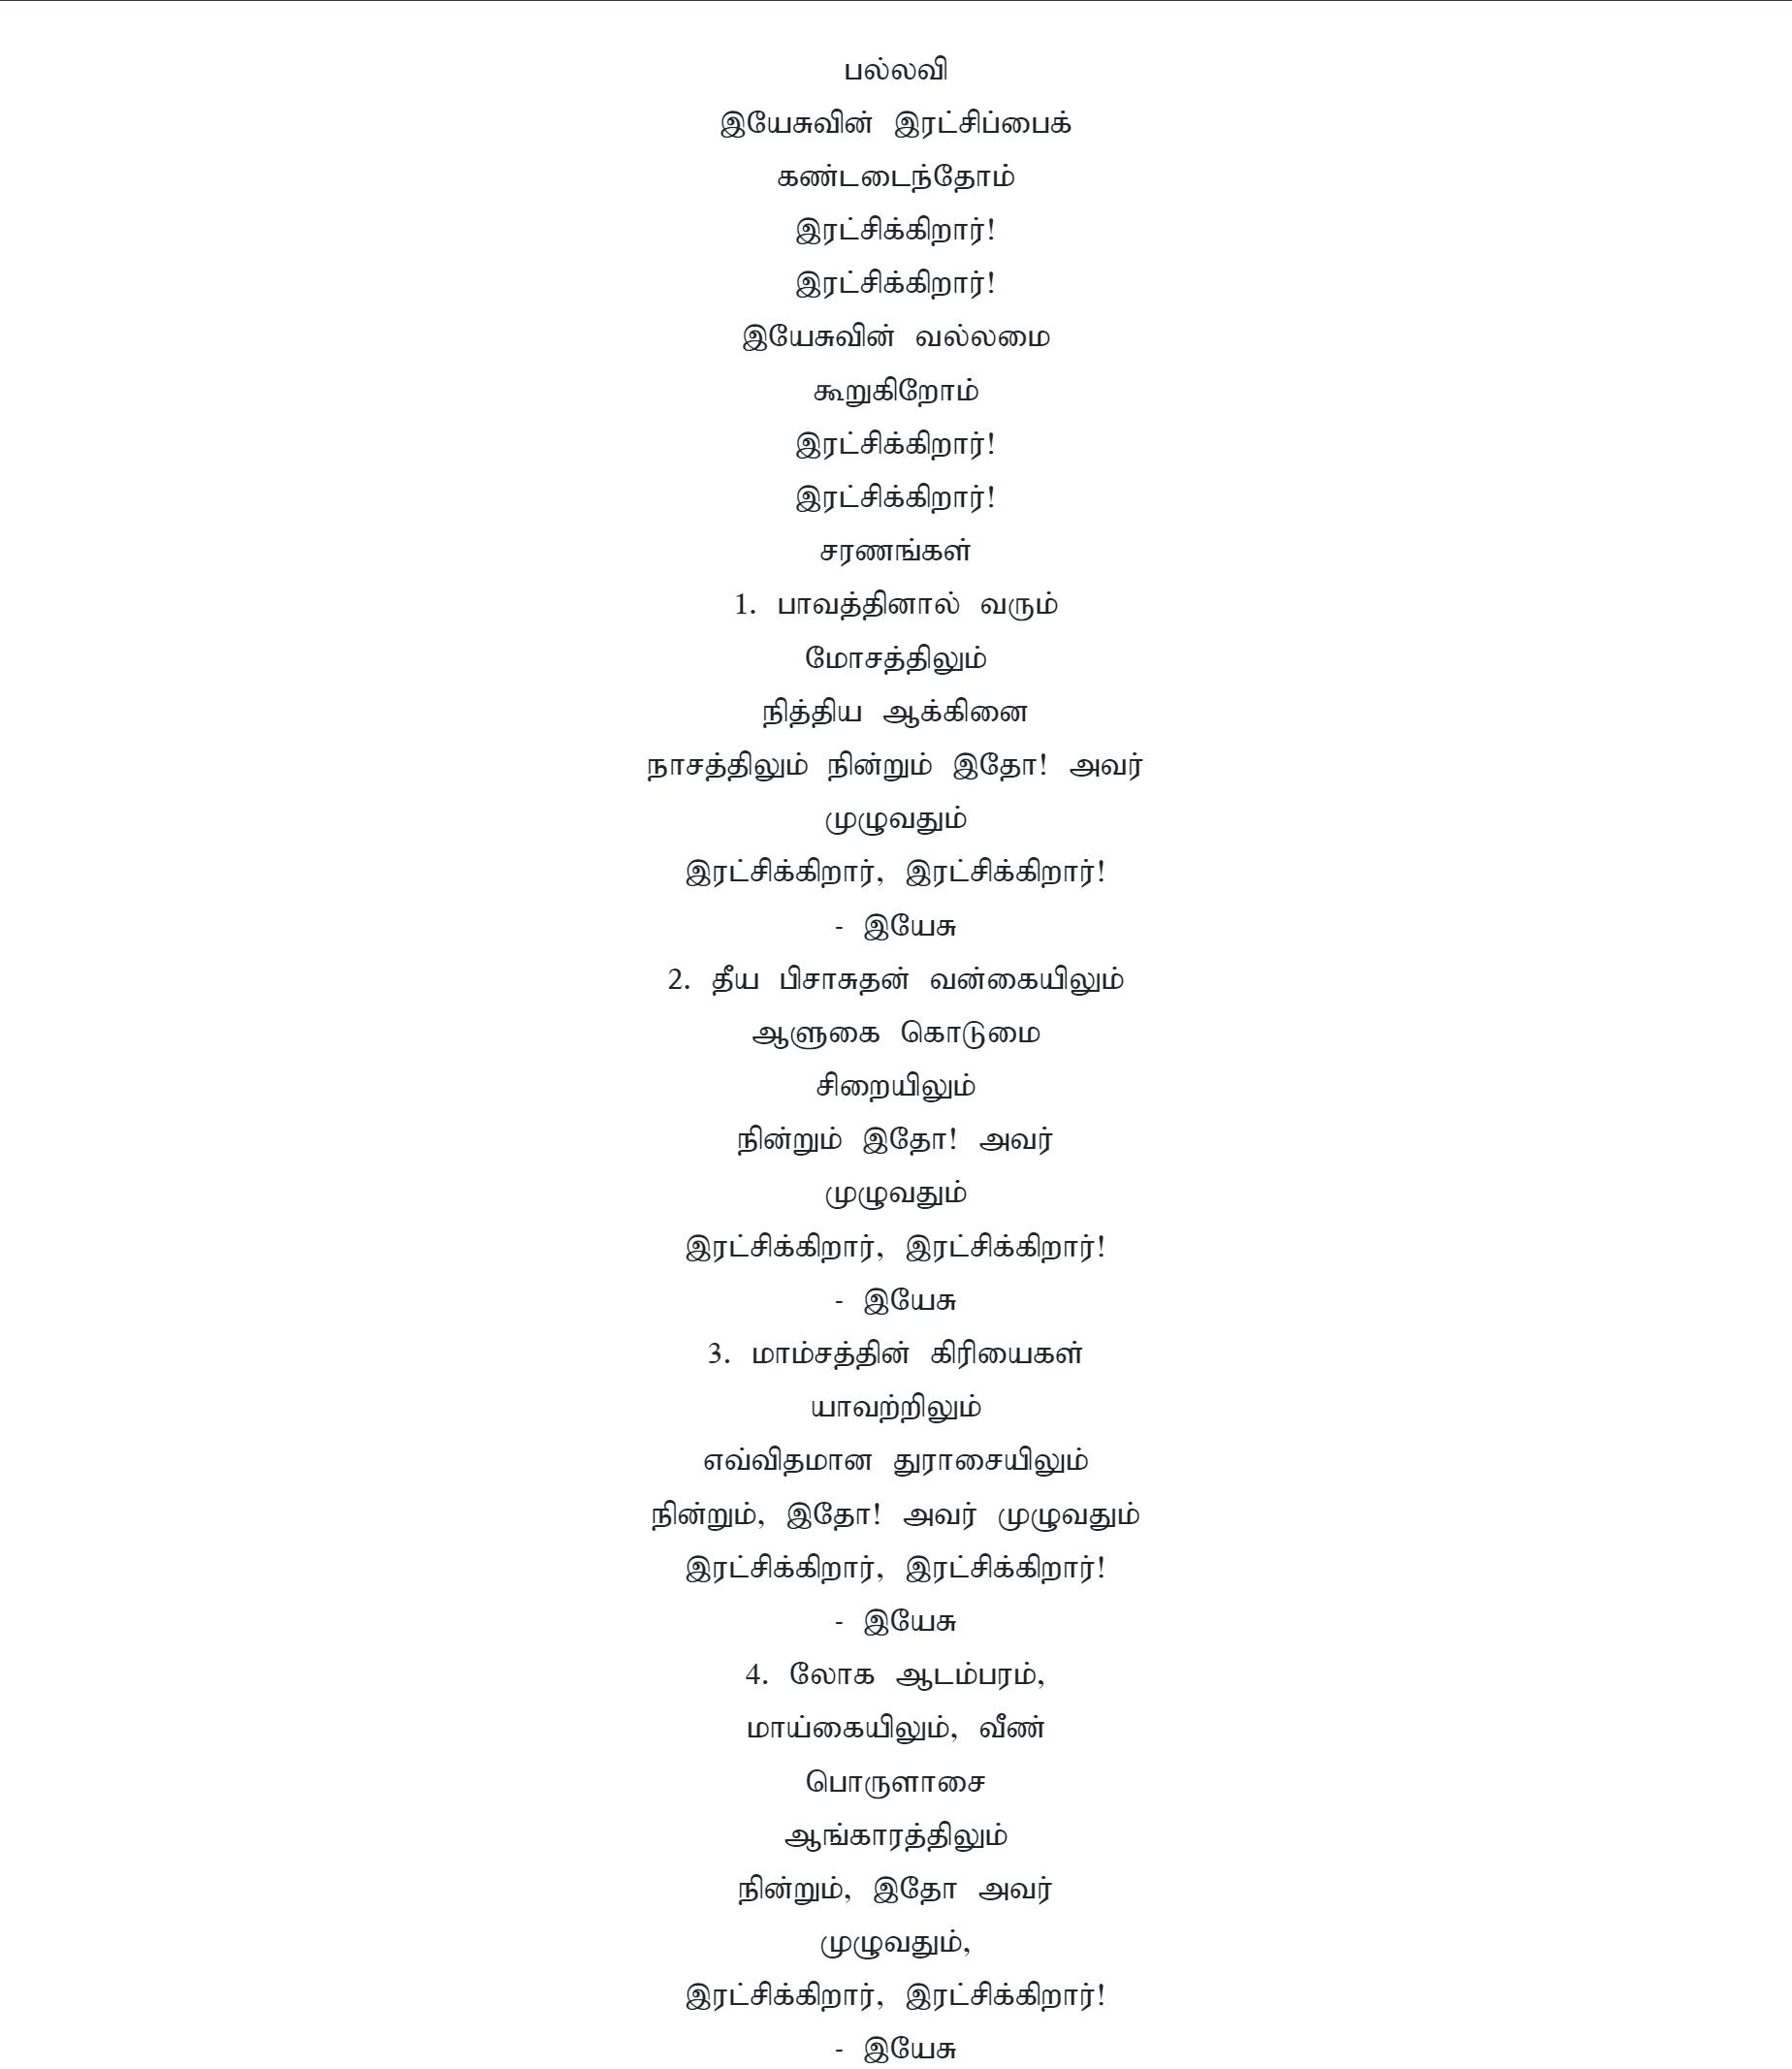 பல்லவி
இயேசுவின் இரட்சிப்பைக்
கண்டடைந்தோம்
இரட்சிக்கிறார்!
இரட்சிக்கிறார்!
இயேசுவின் வல்லமை
கூறுகிறோம்
இரட்சிக்கிறார்!
இரட்சிக்கிறார்!
சரணங்கள்
1. பாவத்தினால் வரும்
மோசத்திலும்
நித்திய ஆக்கினை
நாசத்திலும் நின்றும் இதோ! அவர்
முழுவதும்
இரட்சிக்கிறார், இரட்சிக்கிறார்!
- இயேசு
2. தீய பிசாசுதன் வன்கையிலும்
ஆளுகை கொடுமை
சிறையிலும்
நின்றும் இதோ! அவர்
முழுவதும்
இரட்சிக்கிறார், இரட்சிக்கிறார்!
- இயேசு
3. மாம்சத்தின் கிரியைகள்
யாவற்றிலும்
எவ்விதமான துராசையிலும்
நின்றும், இதோ! அவர் முழுவதும்
இரட்சிக்கிறார், இரட்சிக்கிறார்!
- இயேசு
4. லோக ஆடம்பரம்,
மாய்கையிலும், வீண்
பொருளாசை
ஆங்காரத்திலும்
நின்றும், இதோ அவர்
முழுவதும்,
இரட்சிக்கிறார், இரட்சிக்கிறார்!
- இயேசு